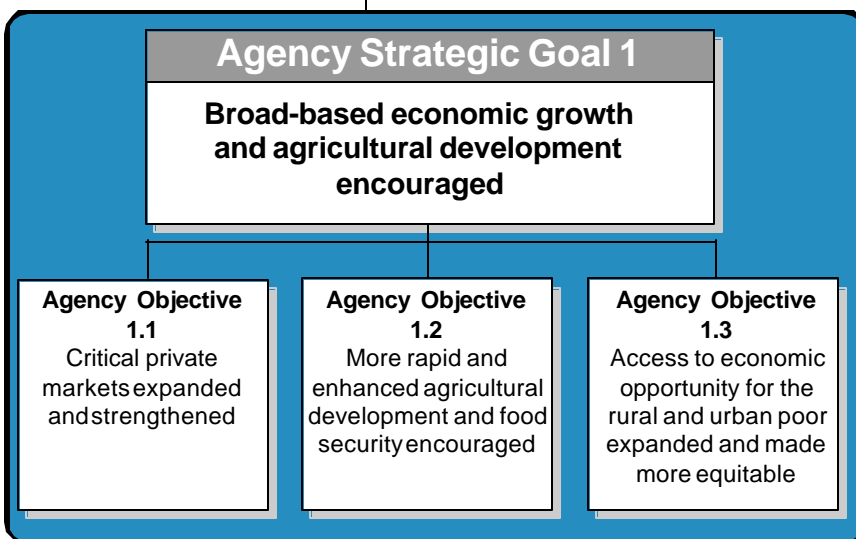 Agency Strategic Goal 1
Broad-based economic growth
and agricultural development
encouraged
Agency Objective
1.1
Critical private
markets expanded
and strengthened
Agency Objective
1.2
More rapid and
enhanced agricultural
development and food
security encouraged
Agency Objective
1.3
Access to economic
opportunity for the
rural and urban poor
expanded and made
more equitable